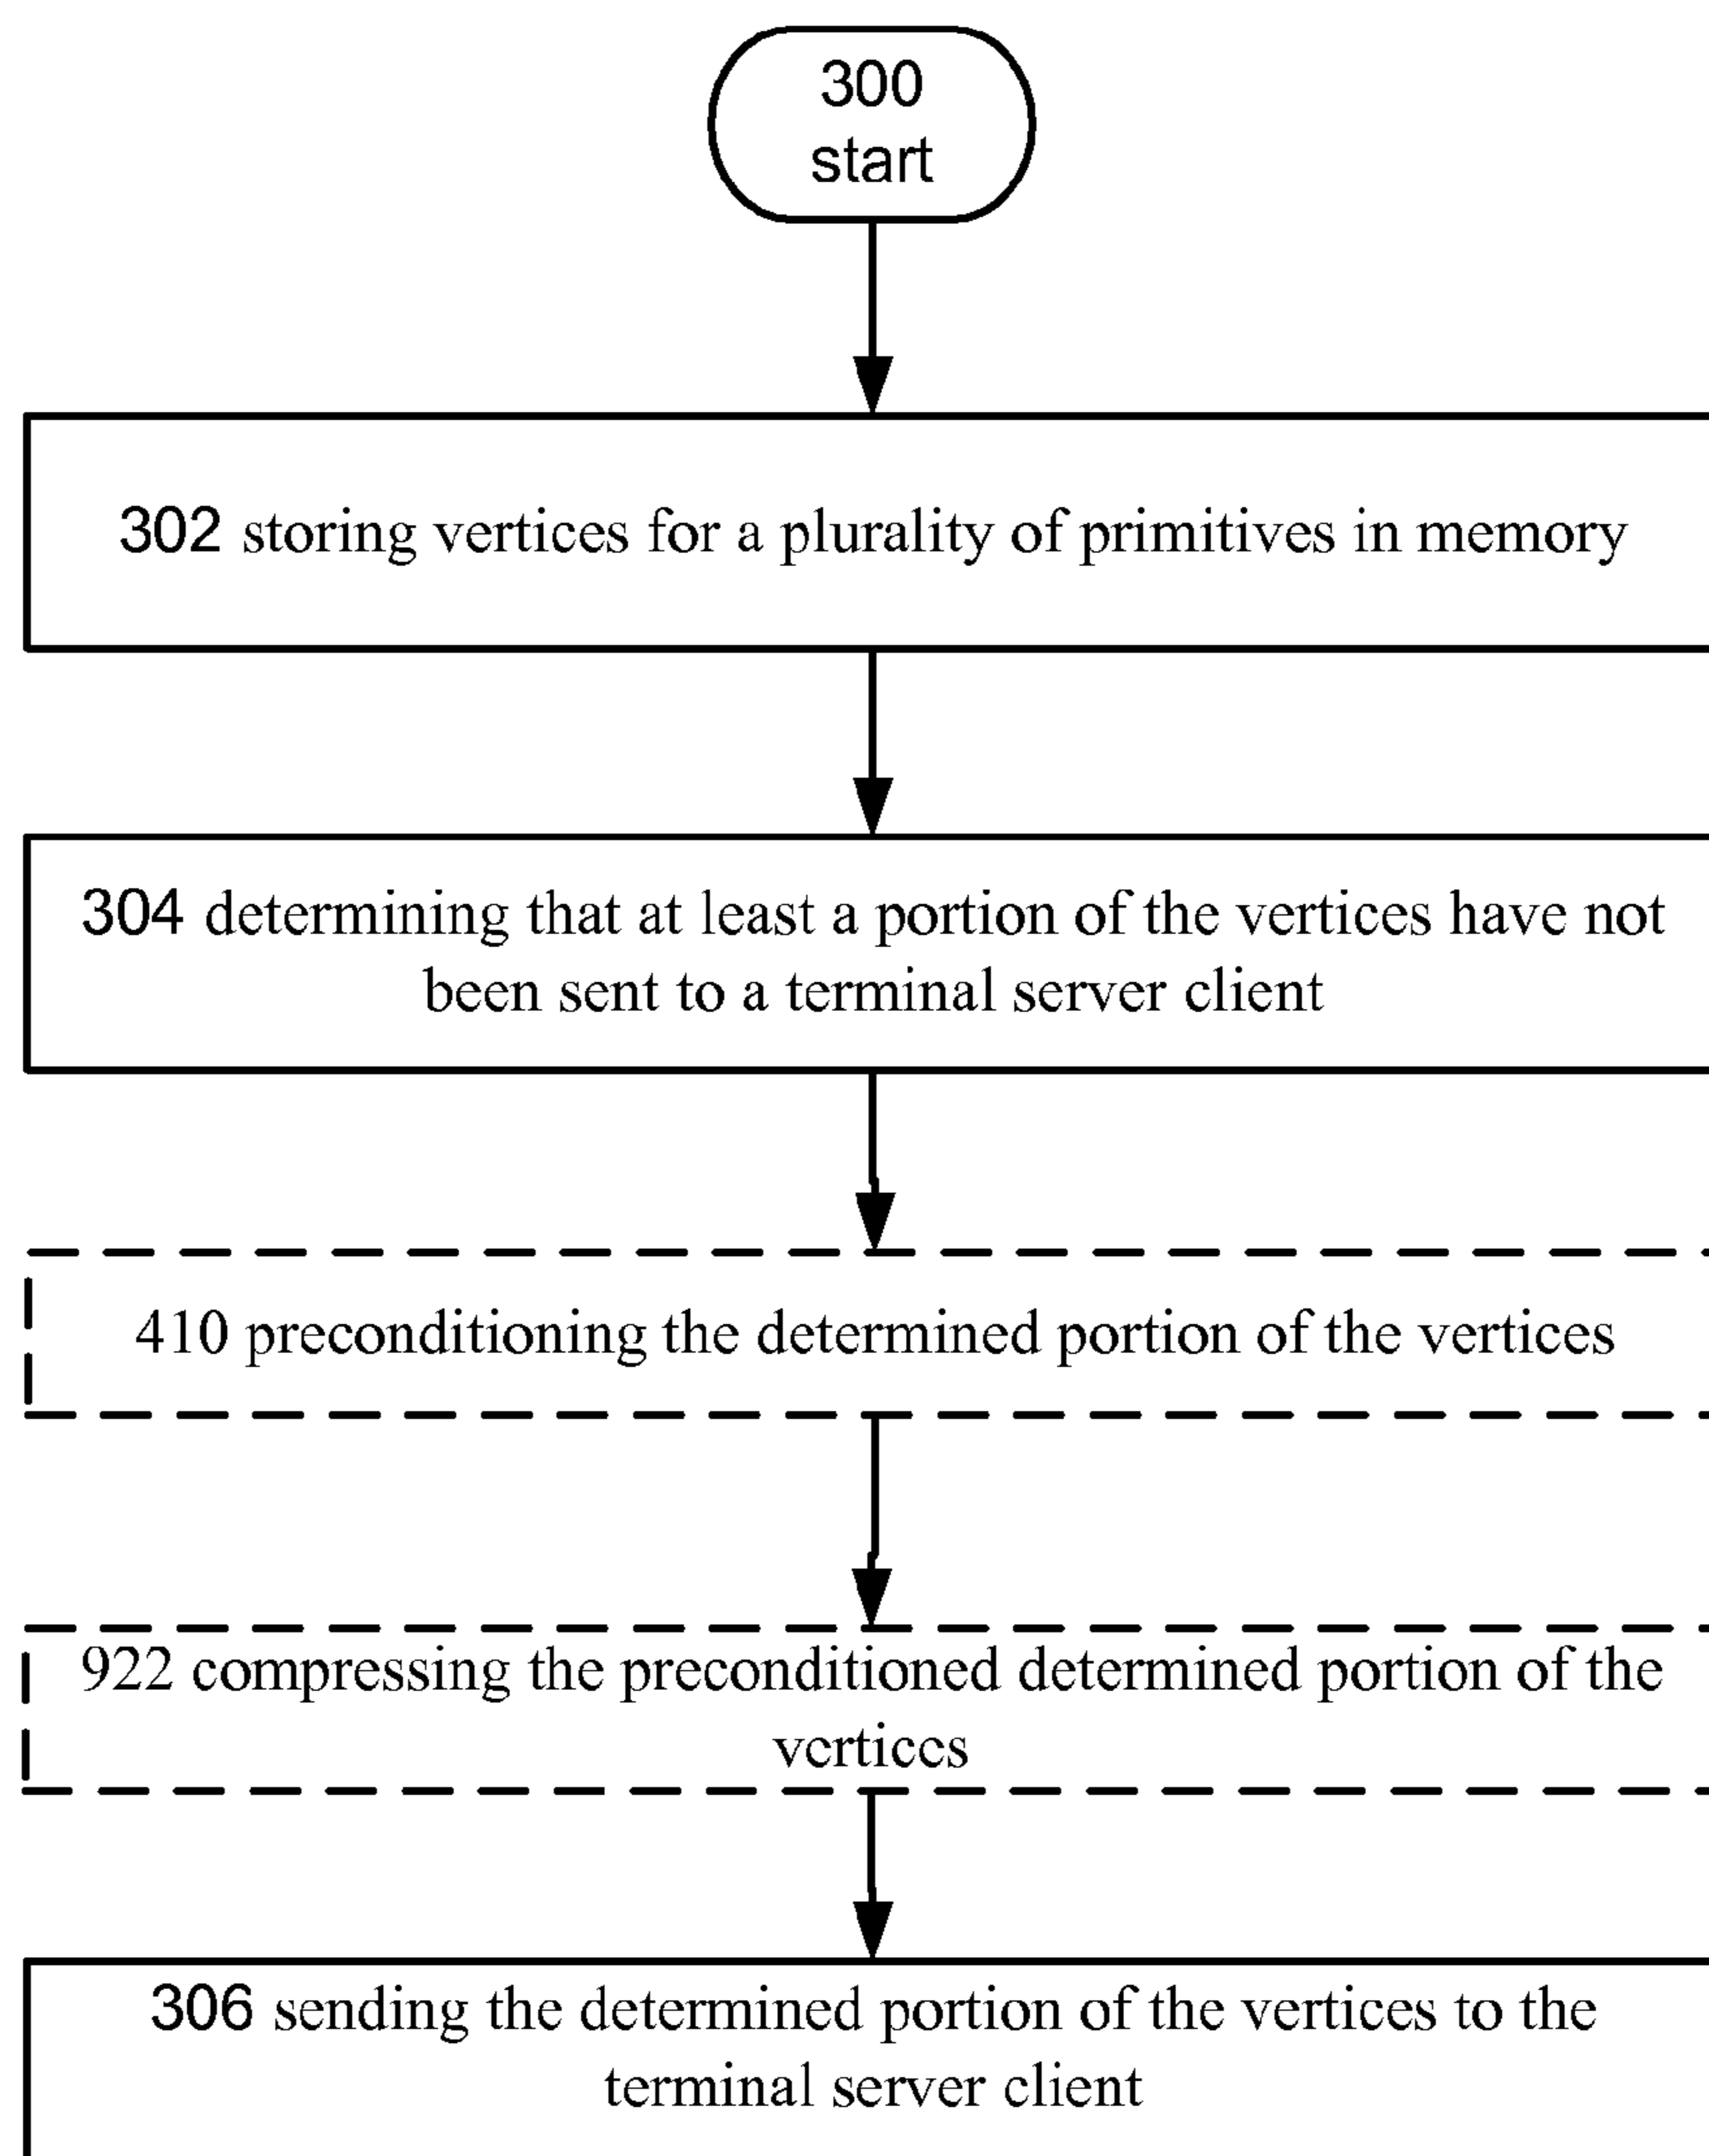 300
start
302 storing vertices for a plurality of primitives in memory
304 determining that at least a portion of the vertices have not
been sent to a terminal server client
410 preconditioning the determined portion of the vertices
922 compressing the preconditioned determined portion of the
vertices
306 sending the determined portion of the vertices to the
terminal server client